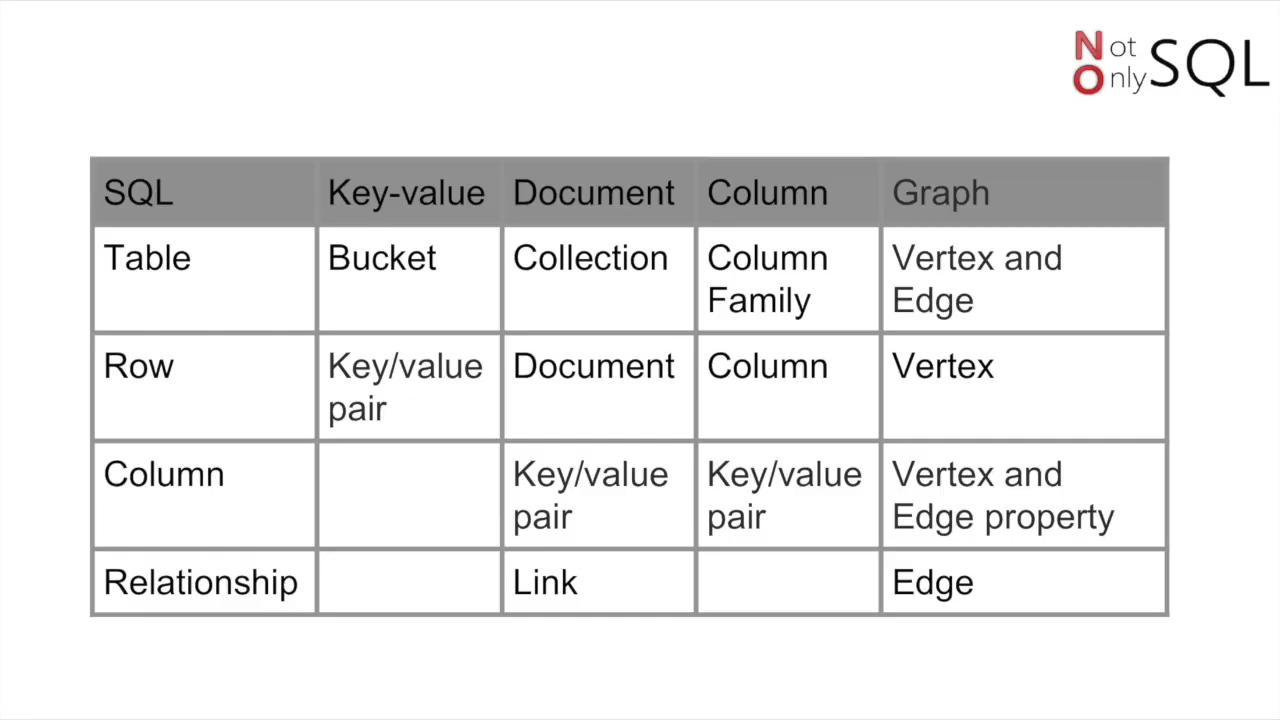 Not
Only SQL
SQL Key-value Document Column Graph
Table Bucket Collection Column Vertex and
Family Edge
Row Key/value Document Column Vertex
pair
Column Key/value Key/value Vertex and
pair pair Edge property
Relationship Link Edge